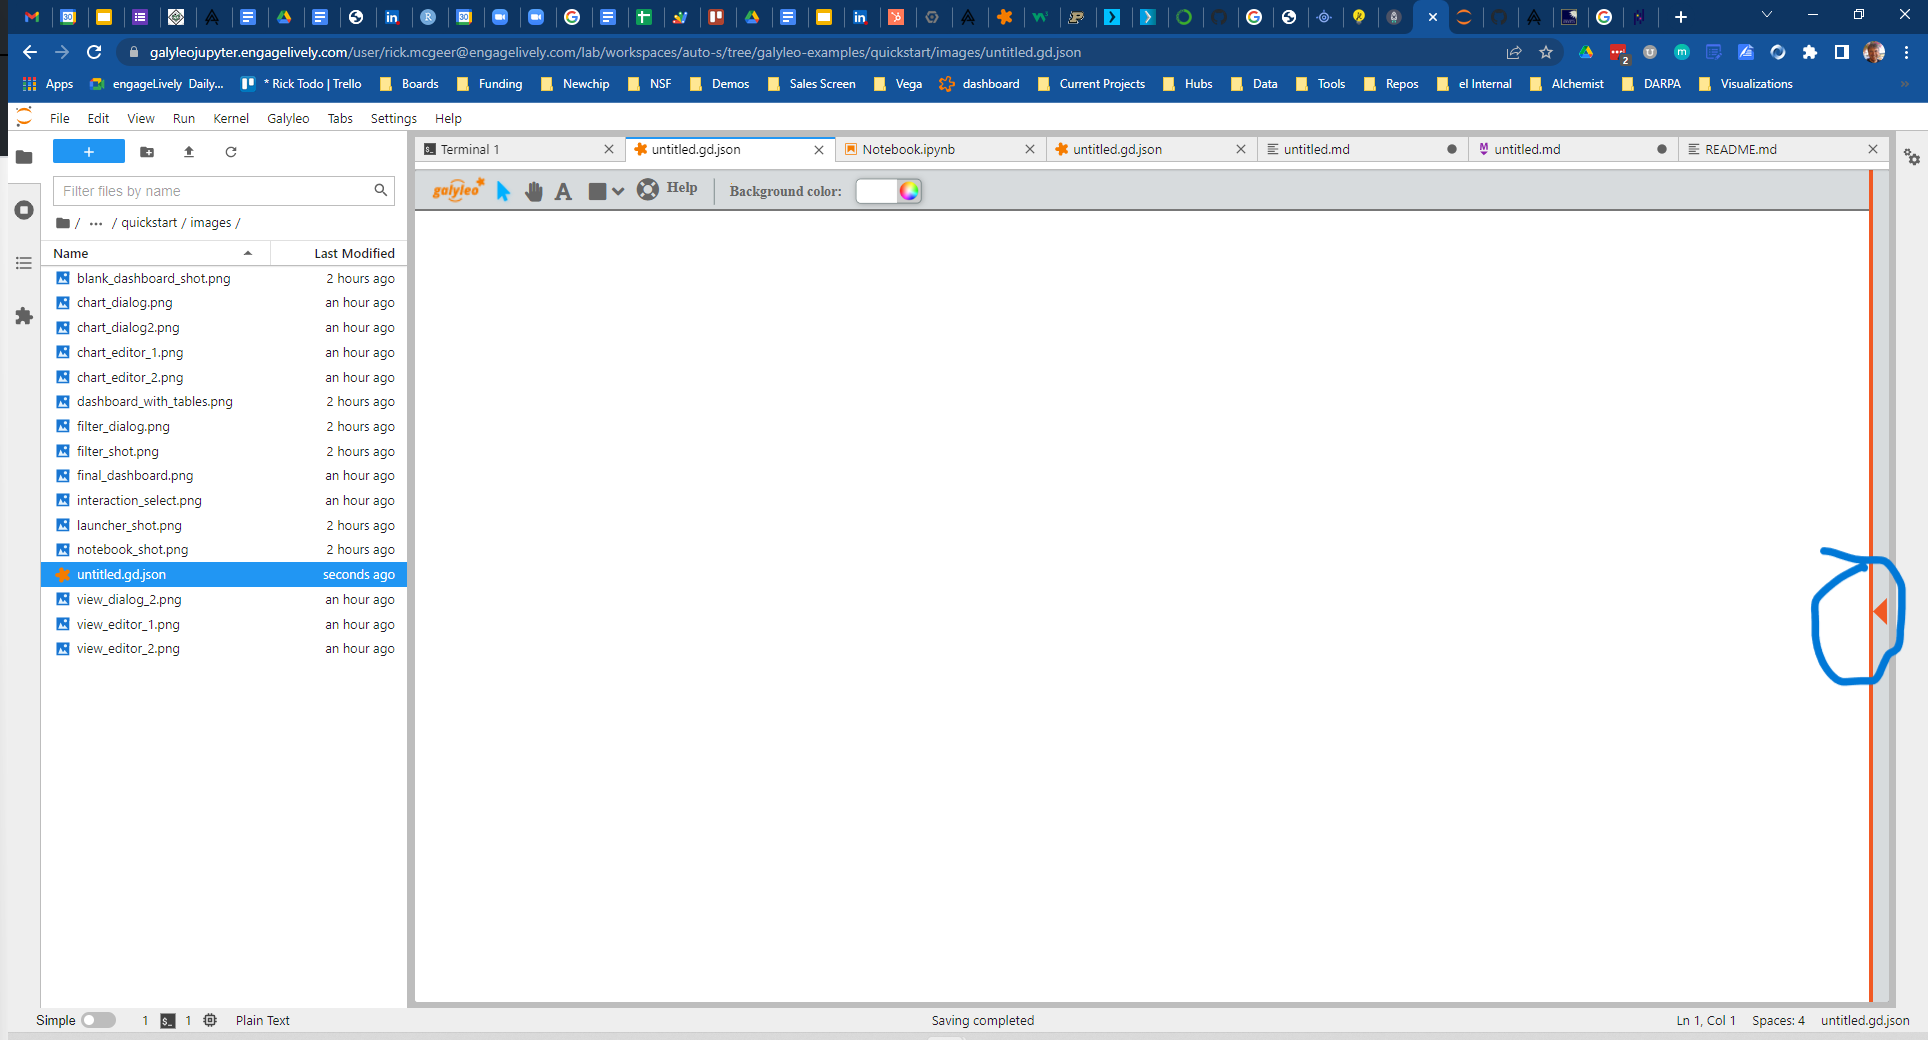 galyleojupyter.engagelively.com/user/rick.mcgeer@engagelively.com/lab/workspaces/auto-s/tree/galyleo-examples/quickstart/images/untitled.gd.json
2
Apps engageLively Daily... * Rick Todo | Trello Boards Funding Newchip NSF Demos Sales Screen Vega dashboard Current Projects Hubs Data Tools Repos el Internal Alchemist DARPA Visualizations »
File Edit View Run Kernel Galyleo Tabs Settings Help
Terminal 1 untitled.gd.json Notebook.ipynb untitled.gd.json untitled.md untitled.md README.md
galyleo A Help Background color:
Filter files by name
/ ... / quickstart / images /
Name Last Modified
blank_dashboard_shot.png 2 hours ago
chart_dialog.png an hour ago
chart_dialog2.png an hour ago
chart_editor_1.png an hour ago
chart_editor_2.png an hour ago
dashboard_with_tables.png 2 hours ago
filter_dialog.png 2 hours ago
filter_shot.png 2 hours ago
final_dashboard.png an hour ago
interaction_select.png an hour ago
launcher_shot.png 2 hours ago
notebook_shot.png 2 hours ago
untitled.gd.json seconds ago
view_dialog_2.png an hour ago
view_editor_1.png an hour ago
view_editor_2.png an hour ago
Simple 1 1 Plain Text Saving completed Ln 1, Col 1 Spaces: 4 untitled.gd.json